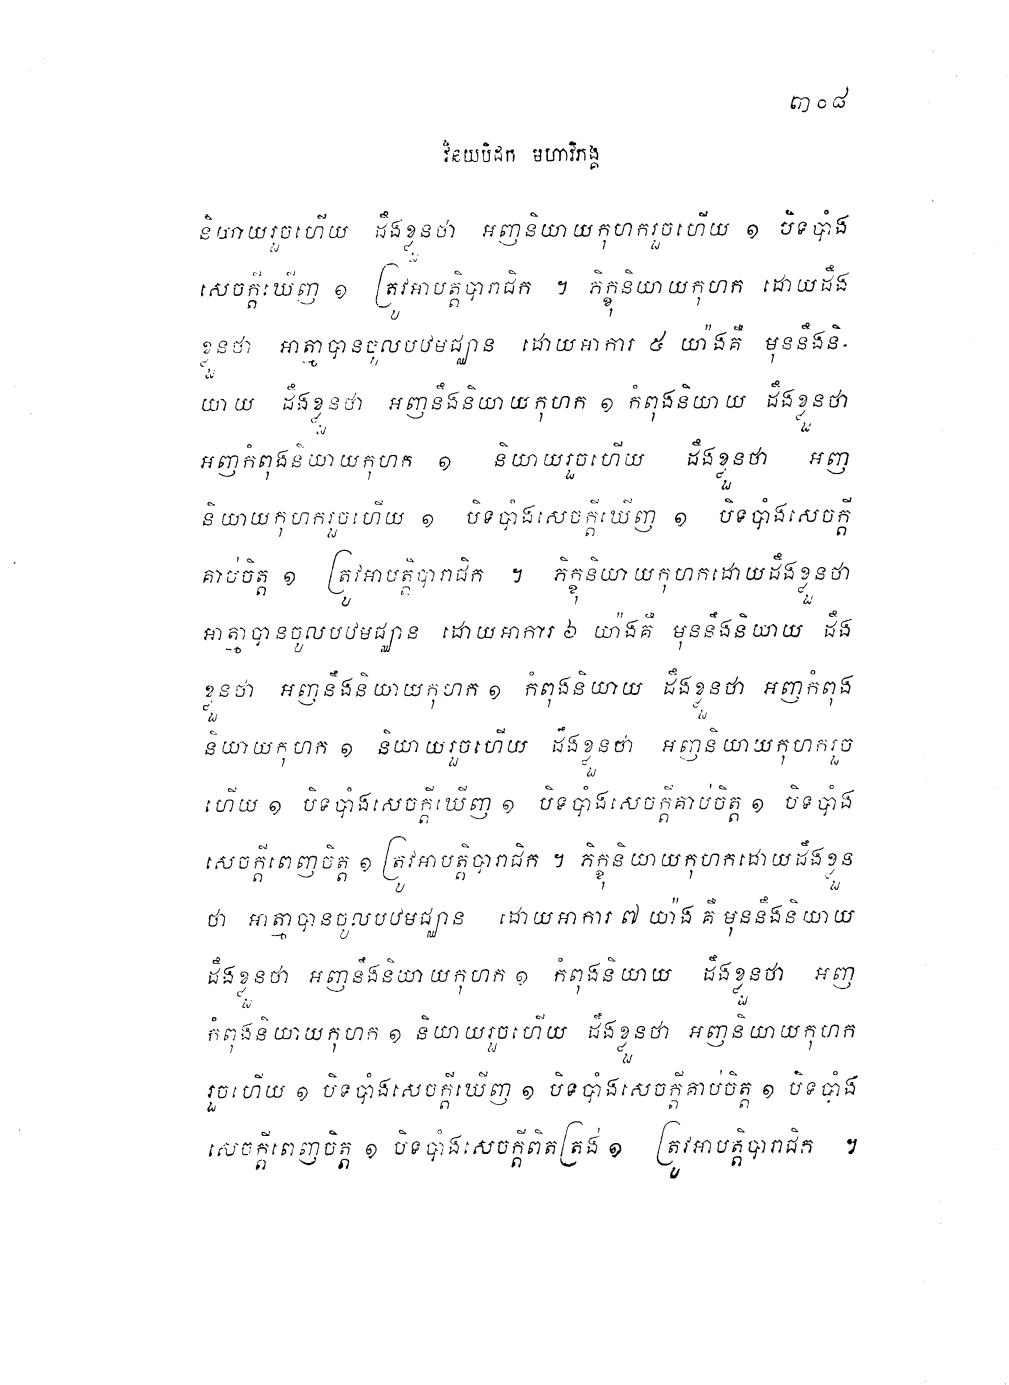 ៣០៨
វិនយបិដក មហាវិភង្គ
និយាយរួចហើយ ដឹងខ្លួនថា អញនិយាយកុហករួចហើយ ១ បិទបាំង
សេចក្តីឃើញ ១ ត្រូវអាបត្តិបារាជិក ។ ភិក្ខុនិយាយកុហក ដោយដឹង
ខ្លួនថា អាត្មាបានចូលបឋមជ្ឈាន ដោយអាការ ៥ យ៉ាងគឺ មុននឹងនិ-
យាយ ដឹងខ្លួនថា អញនឹងនិយាយកុហក ១ កំពុងនិយាយ ដឹងខ្លួនថា
អញកំពុងនិយាយកុហក ១ និយាយរួចហើយ ដឹងខ្លួនថា អញ
និយាយកុហករួចហើយ ១ បិទបាំងសេចក្តីឃើញ ១ បិទបាំងសេចក្តី
គាប់ចិត្ត ១ ត្រូវអាបត្តិបារាជិក ។ ភិក្ខុនិយាយកុហកដោយដឹងខ្លួនថា
អាត្មាបានចូលបឋមជ្ឈាន ដោយអាការ ៦ យ៉ាងគឺ មុននឹងនិយាយ ដឹង
ខ្លួនថា អញនឹងនិយាយកុហក ១ កំពុងនិយាយ ដឹងខ្លួនថា អញកំពុង
និយាយកុហក ១ និយាយរួចហើយ ដឹងខ្លួនថា អញនិយាយកុហករួច
ហើយ ១ បិទបាំងសេចក្តីឃើញ ១ បិទបាំងសេចក្តីគាប់ចិត្ត ១ បិទបាំង
សេចក្តីពេញចិត្ត ១ ត្រូវអាបត្តិបារាជិក ។ ភិក្ខុនិយាយកុហកដោយដឹងខ្លួន
ថា អាត្មាបានចូលបឋមជ្ឈាន ដោយអាការ ៧ យ៉ាង គឺ មុននឹងនិយាយ
ដឹងខ្លួនថា អញនឹងនិយាយកុហក ១ កំពុងនិយាយ ដឹងខ្លួនថា អញ
កំពុងនិយាយកុហក ១ និយាយរួចហើយ ដឹងខ្លួនថា អញនិយាយកុហក
រួចហើយ ១ បិទបាំងសេចក្តីឃើញ ១ បិទបាំងសេចក្តីគាប់ចិត្ត ១ បិទបាំង
សេចក្តីពេញចិត្ត ១ បិទបាំងសេចក្តីពិតត្រង់ ១ ត្រូវអាបត្តិបារាជិក ។